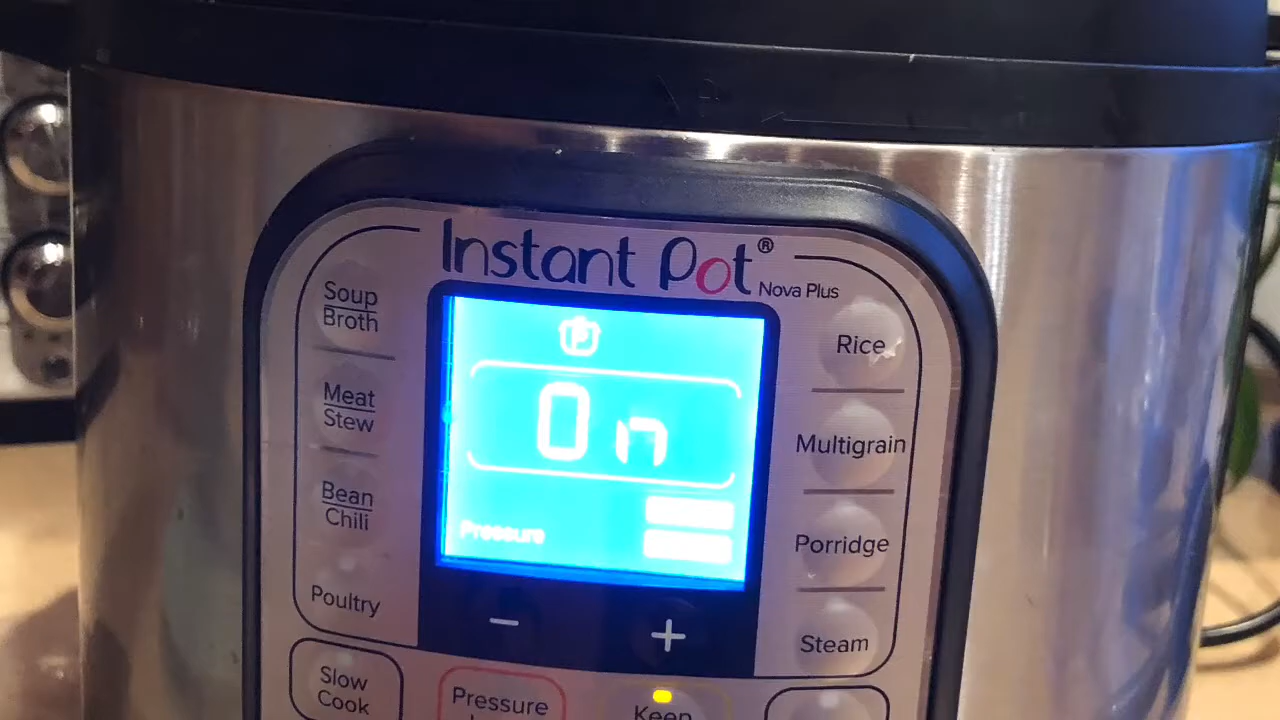 Instant Pot®
Nova Plus
Soup
Broth
Meat
Stew
Bean
Chili
Poultry
Slow
Cook
P
On
Pressure
−
+
Pressure
Keep
Rice
Multigrain
Porridge
Steam